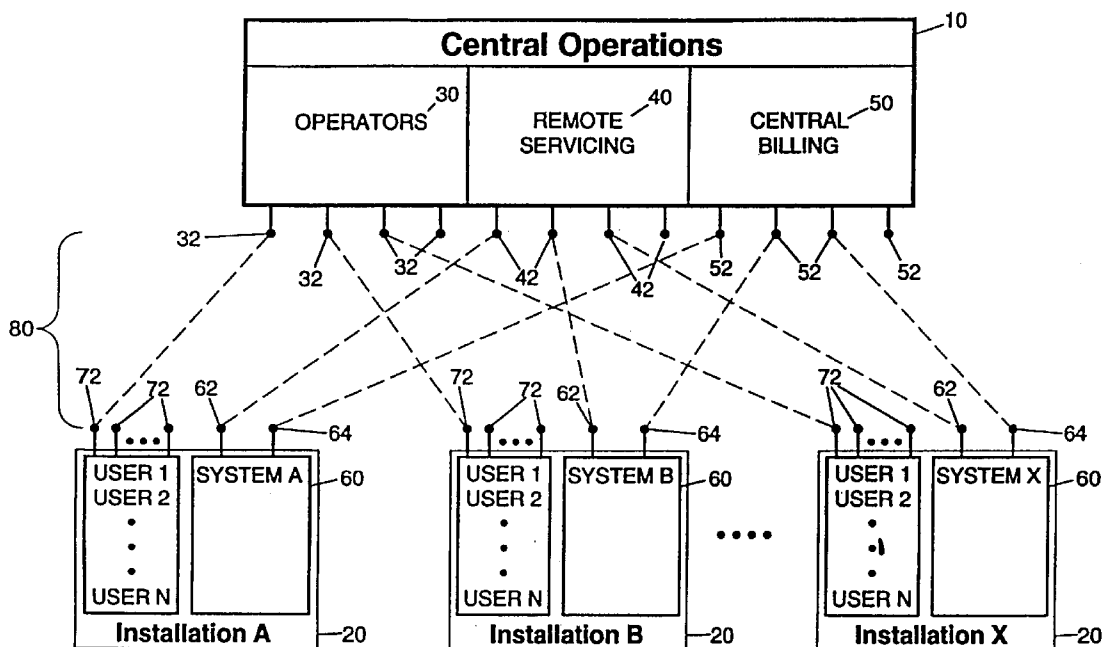 10
Central Operations
OPERATORS 30
REMOTE SERVICING 40
CENTRAL BILLING 50
32 32 32 42 42 52 52 52
80
72 72 62 64 72 72 62 64 72 62 64
USER 1
USER 2
USER N
SYSTEM A
60
Installation A
20
USER 1
USER 2
USER N
SYSTEM B
60
Installation B
20
USER 1
USER 2
USER N
SYSTEM X
60
Installation X
20